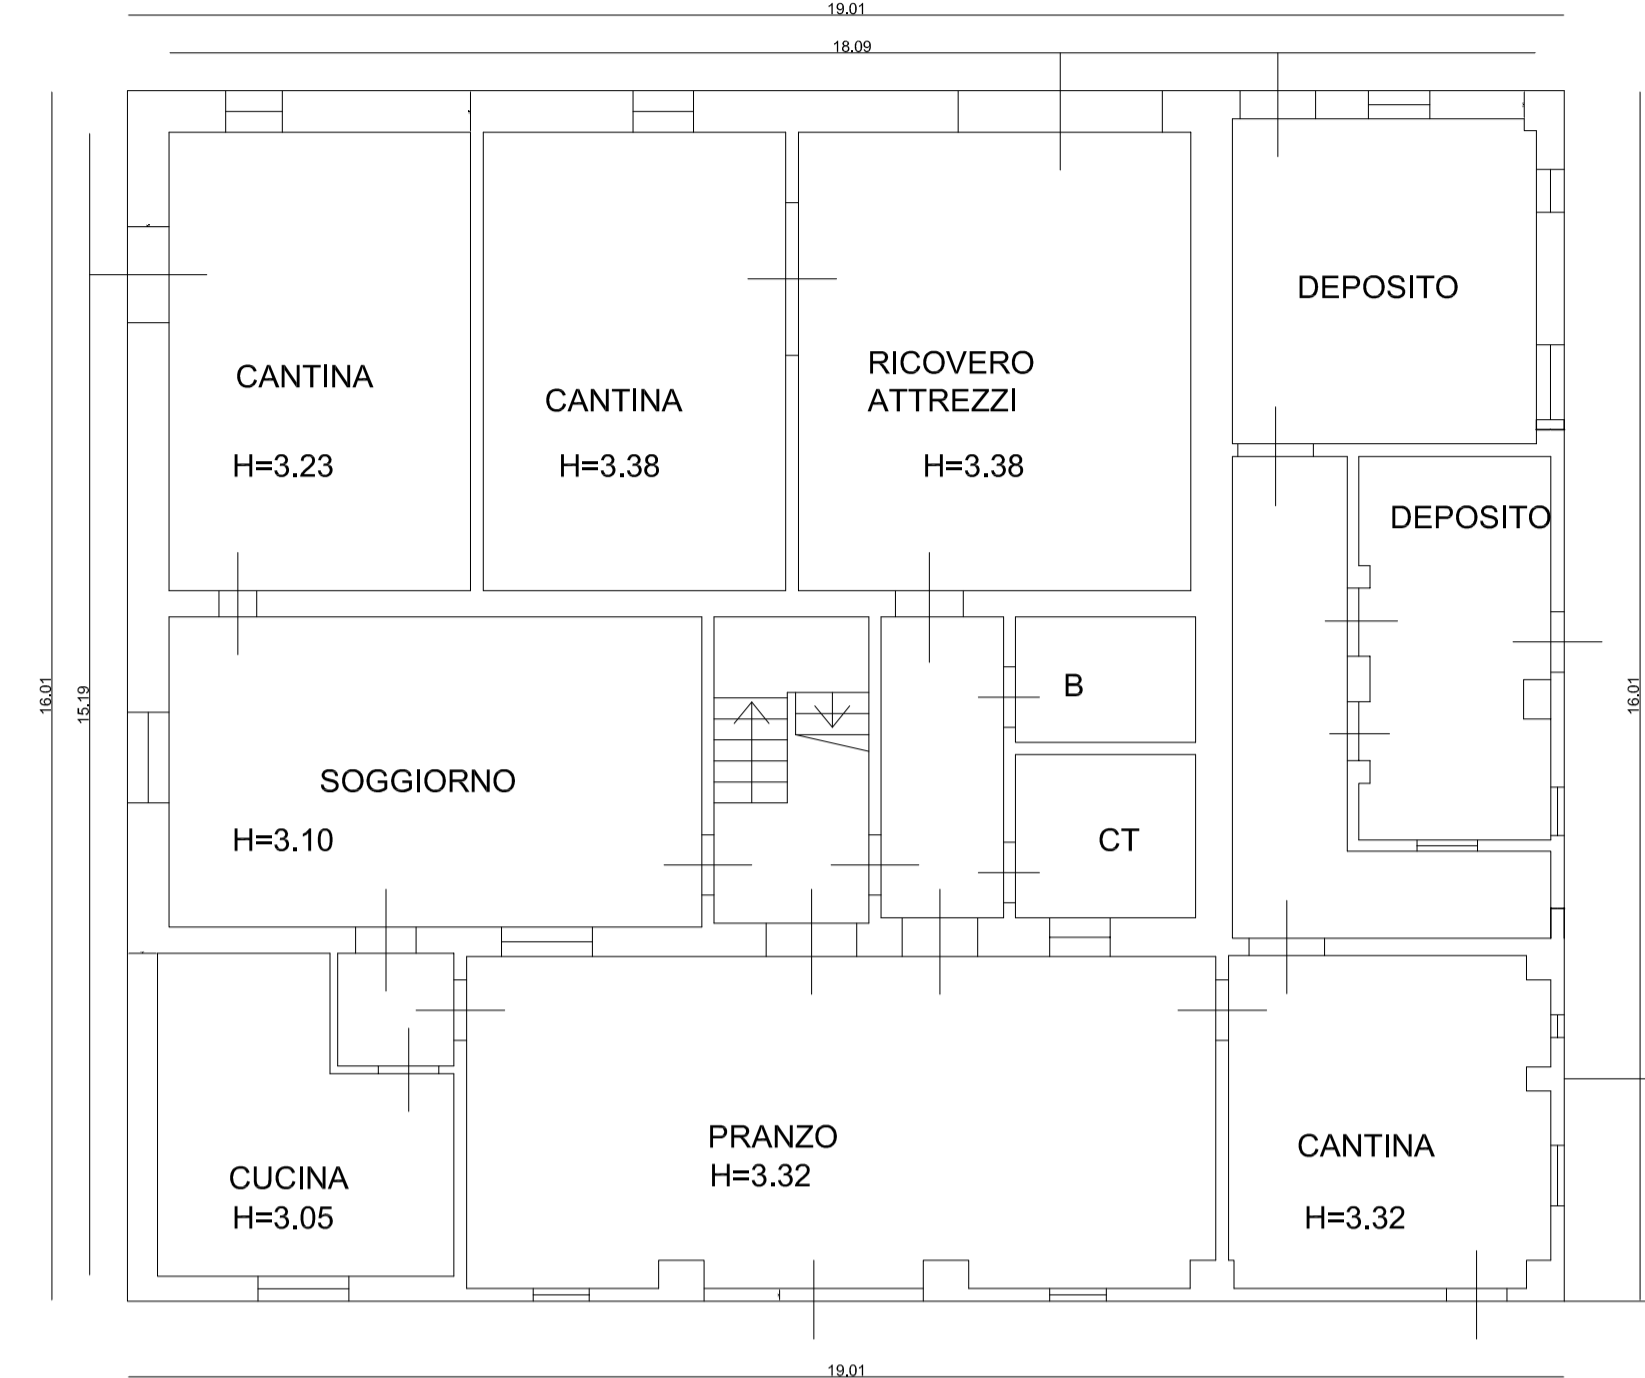 19.01
18.09
DEPOSITO
RICOVERO
ATTREZZI
CANTINA
CANTINA
H=3.23
H=3.38
H=3.38
DEPOSITO
B
16.01
15.19
16.01
SOGGIORNO
H=3.10
CT
PRANZO
H=3.32
CANTINA
CUCINA
H=3.05
H=3.32
19.01